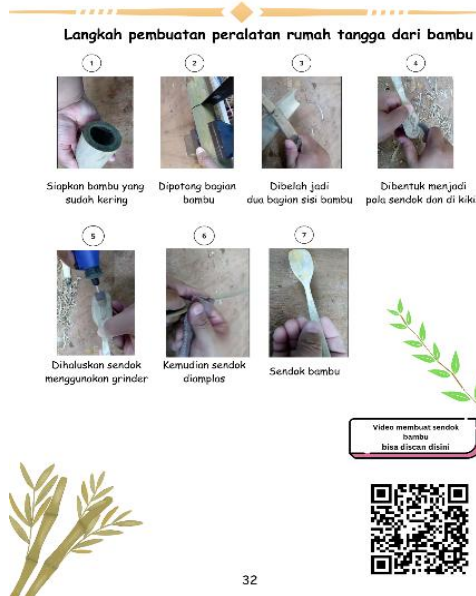 Langkah pembuatan peralatan rumah tangga dari bambu
1
2
3
4
Siapkan bambu yang
sudah kering
Dipotong bagian
bambu
Dibelah jadi
dua bagian sisi bambu
Dibentuk menjadi
pola sendok dan di kiki
5
6
7
Dihaluskan sendok
menggunakan grinder
Kemudian sendok
diamplas
Sendok bambu
Video membuat sendok
bambu
bisa discan disini
32